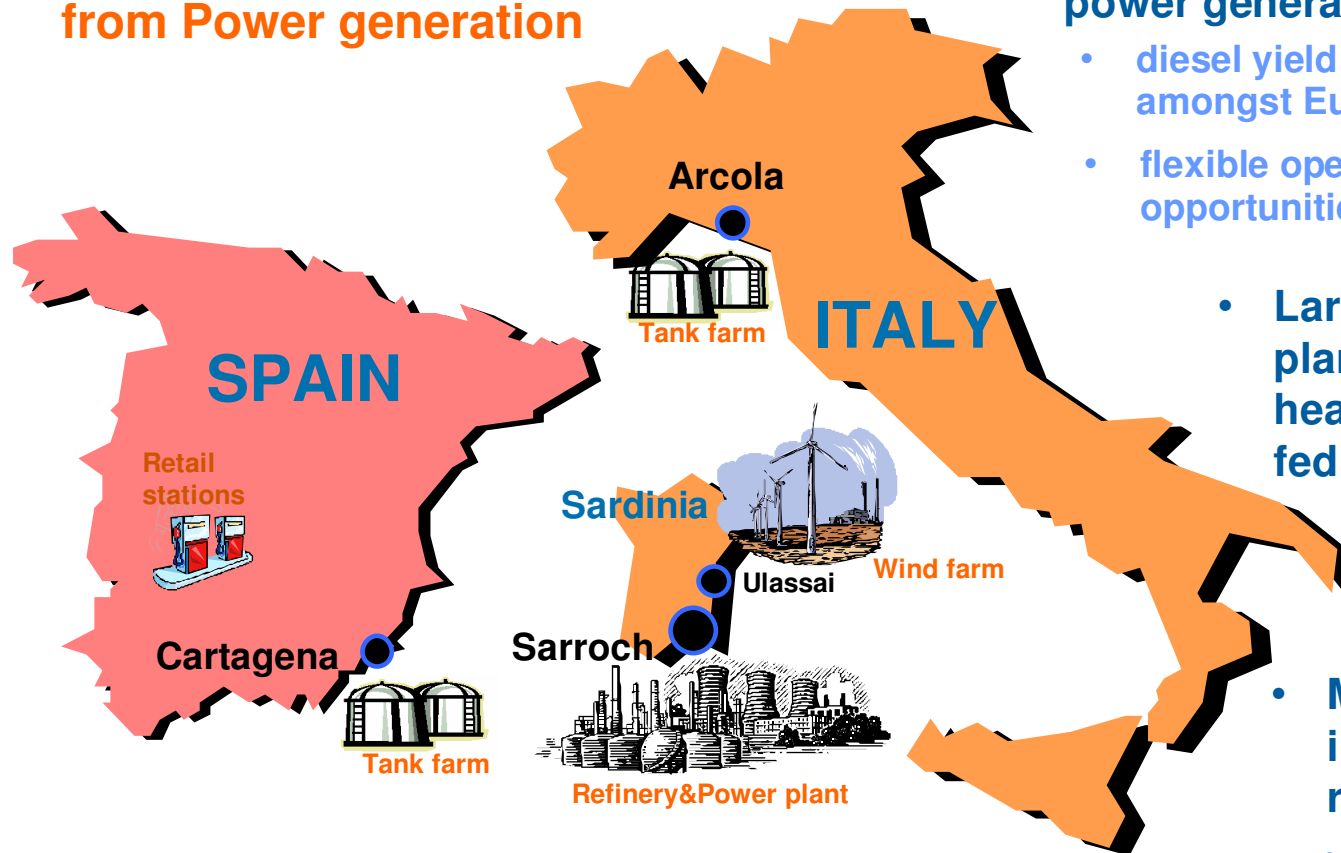 from Power generation
power genera
diesel yield
amongst Eu
flexible ope
opportunitie
Arcola
Tank farm
ITALY
SPAIN
Retail
stations
Sardinia
Wind farm
Ulassai
Sarroch
Cartagena
Tank farm
Refinery&Power plant
Lar
plan
hea
fed
M
i
r